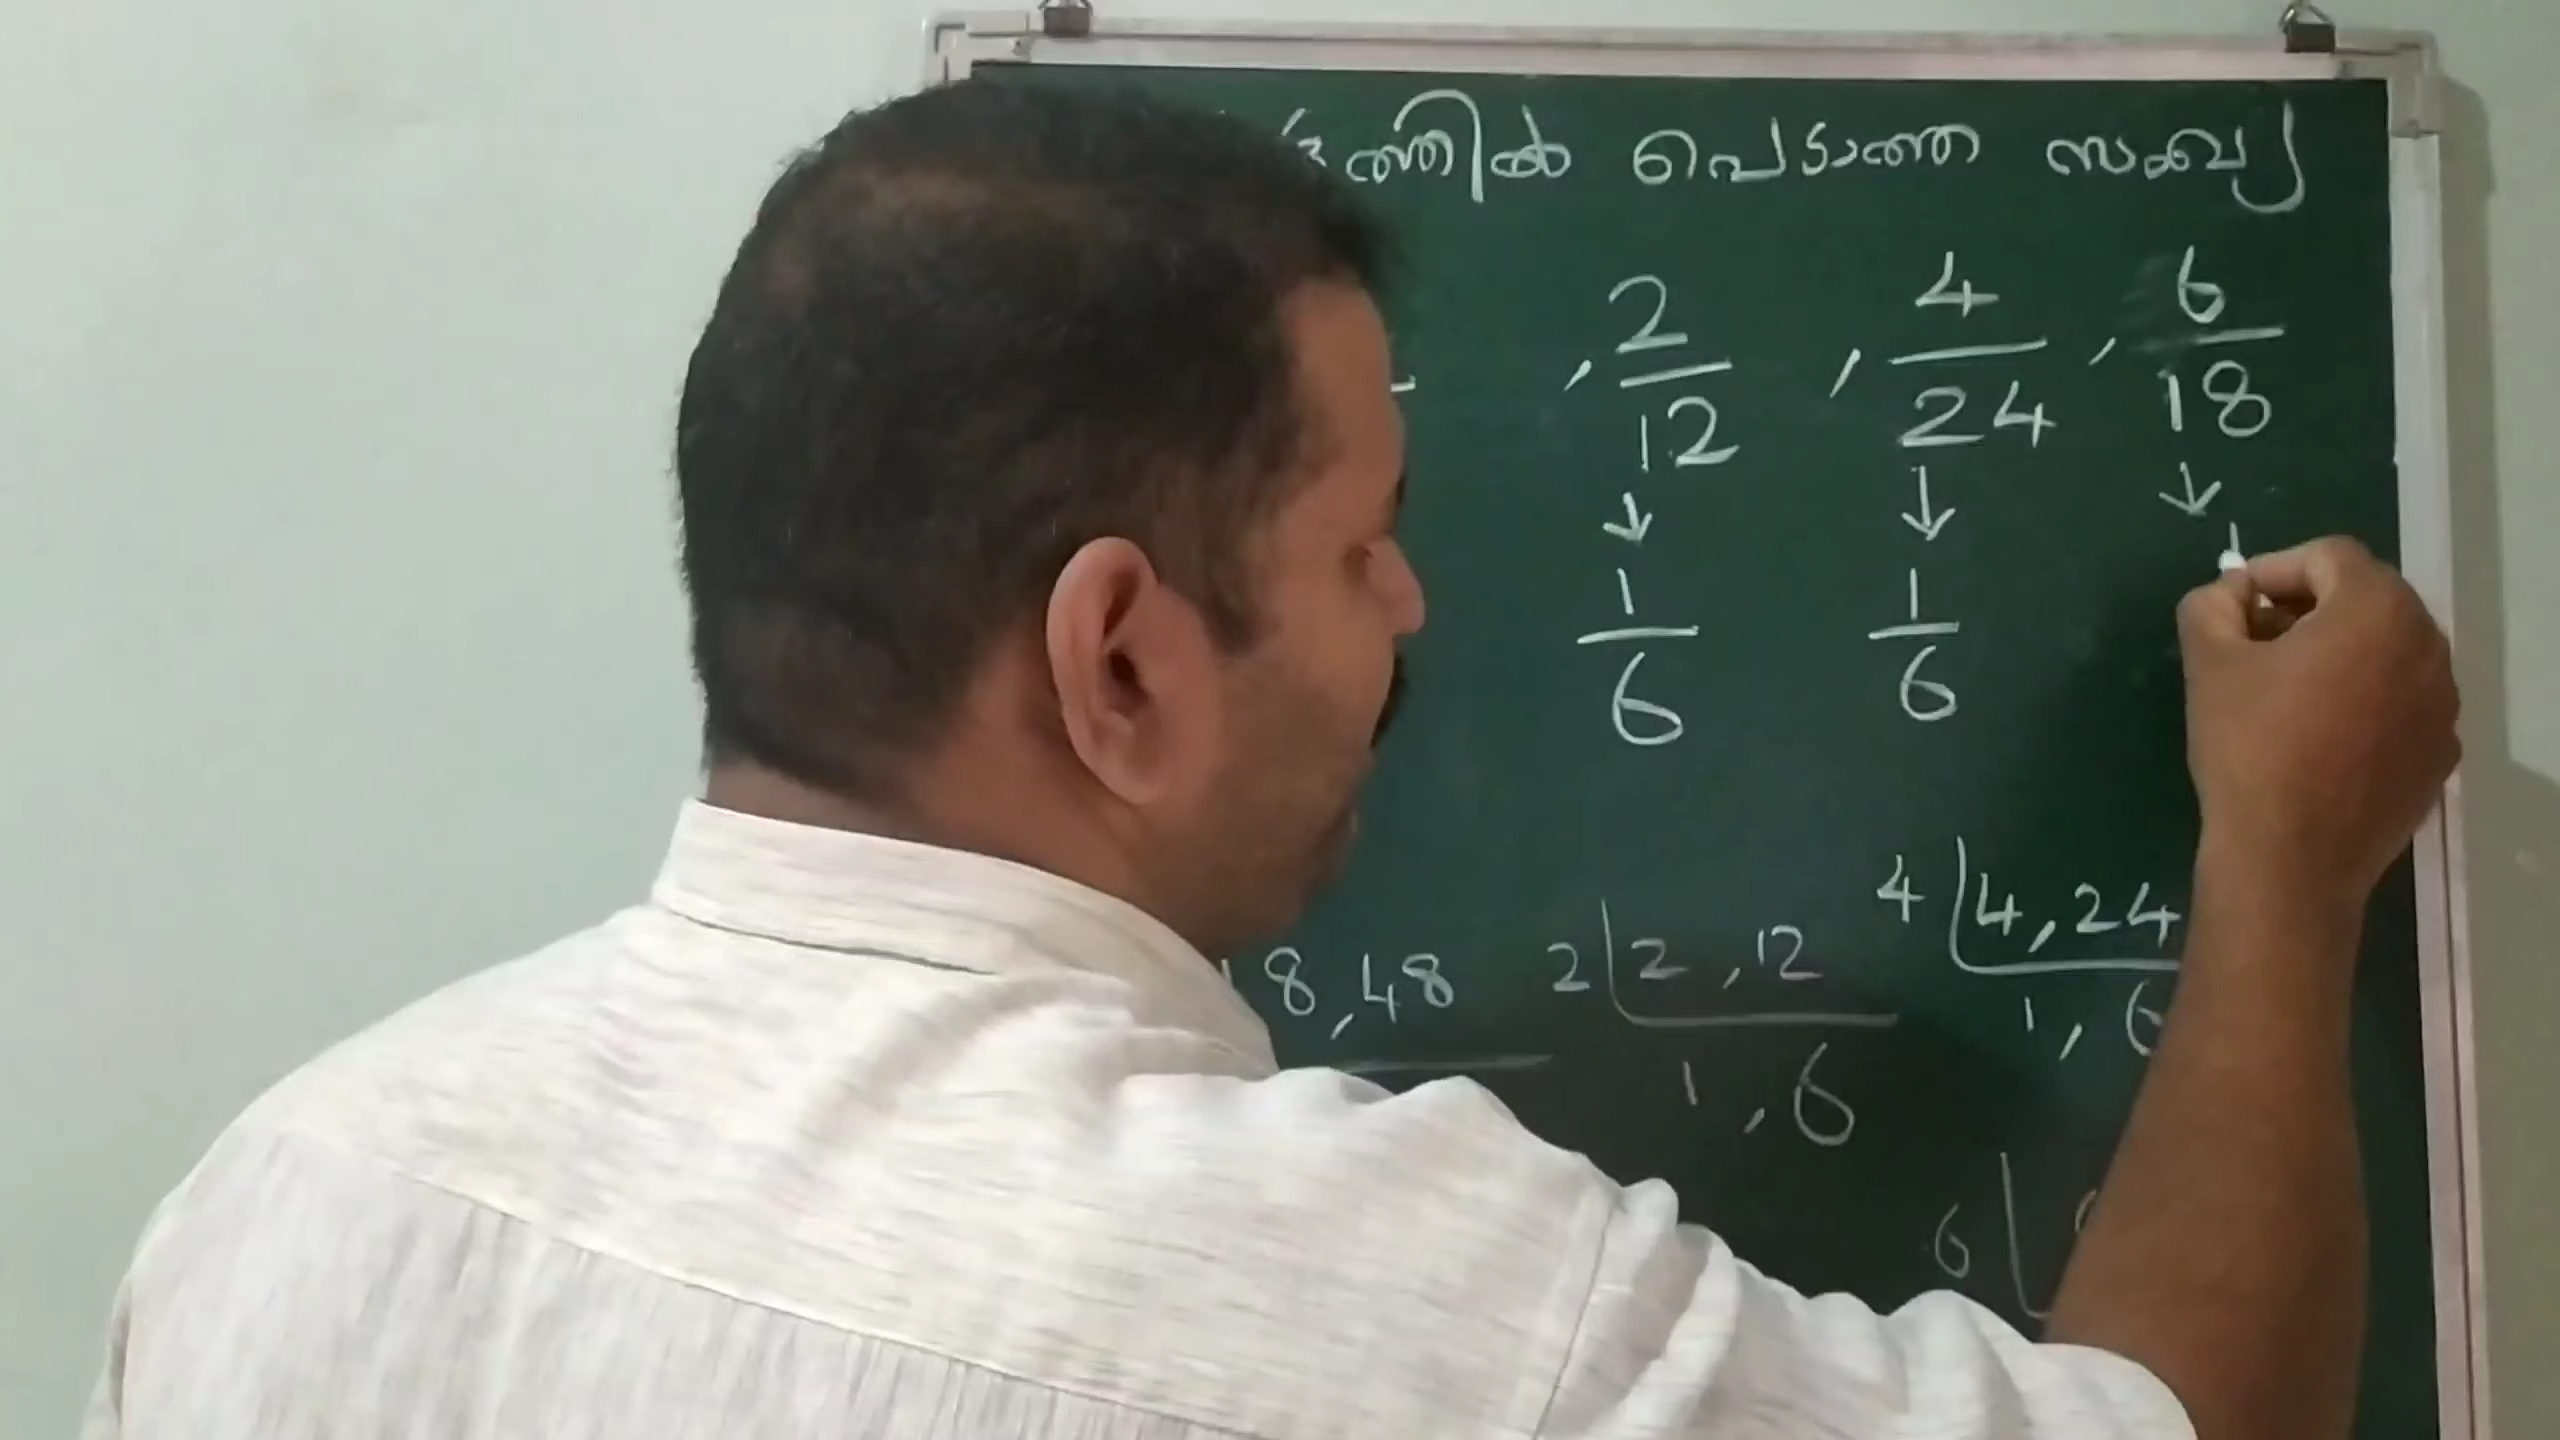 പെടാത്ത സംഖ്യ
, 2/12 , 4/24 , 6/18
↓ ↓ ↓
1/6 1/6 1
8, 48
2 | 2, 12
1, 6
4 | 4, 24
1, 6
6